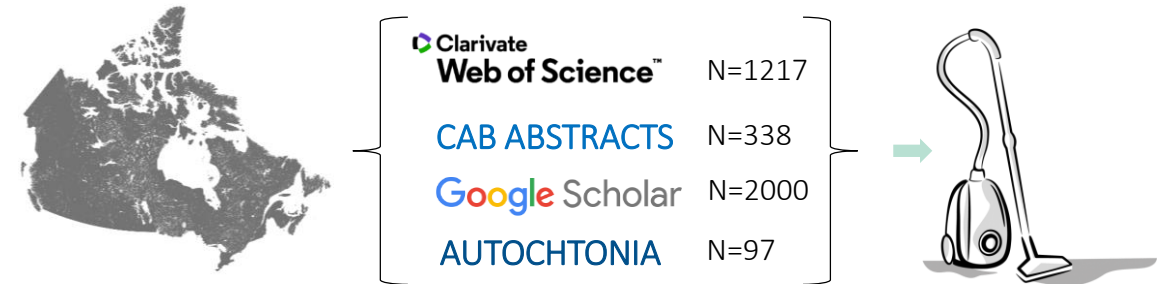 Clarivate
Web of Science™ N=1217
CAB ABSTRACTS N=338
Google Scholar N=2000
AUTOCHTONIA N=97